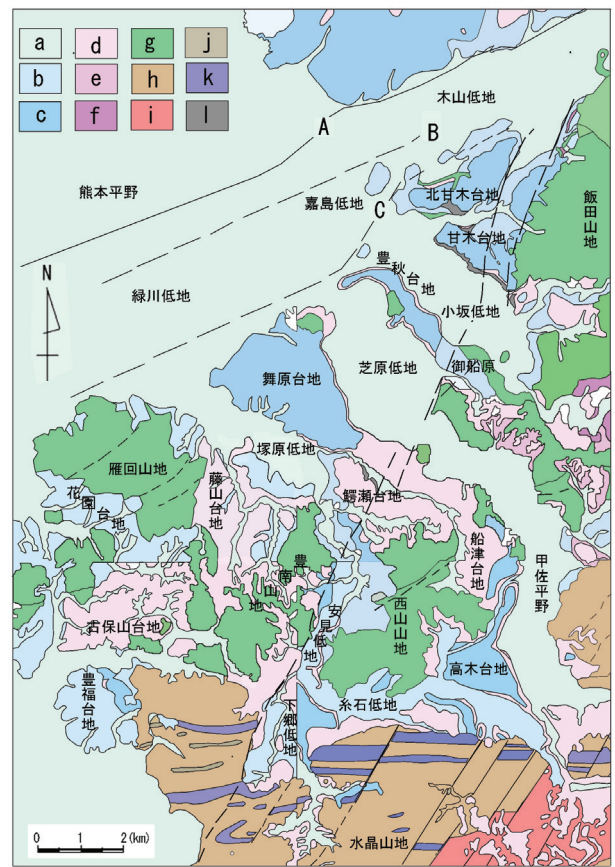 a d g j
b e h k
c f i l
木山低地
A
B
熊本平野
北甘木台地
嘉島低地
C
飯田山地
甘木台地
N
豊秋台地
緑川低地
小坂低地
御船原
舞原台地
芝原低地
塚原低地
雁回山地
藤山台地
鰐瀬台地
花園台地
船津台地
豊南山地
甲佐平野
安見低地
西山山地
古保山台地
高木台地
豊福台地
糸石低地
下郷低地
0 1 2(km)
水晶山地